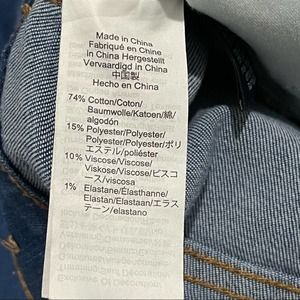 Made in China
Fabriqué en Chine
in China Hergestellt
Vervaardigd in China
中国製
Hecho en China
74% Cotton/Coton/
Baumwolle/Katoen/綿/
algodón
15% Polyester/Polyester/
Polyester/Polyester/ポリ
エステル/poliéster
10% Viscose/Viscose/
Viskose/Viscose/ビスコ
ース/viscosa
1% Elastane/Élasthanne/
Elastan/Elastaan/エラス
テーン/elastano